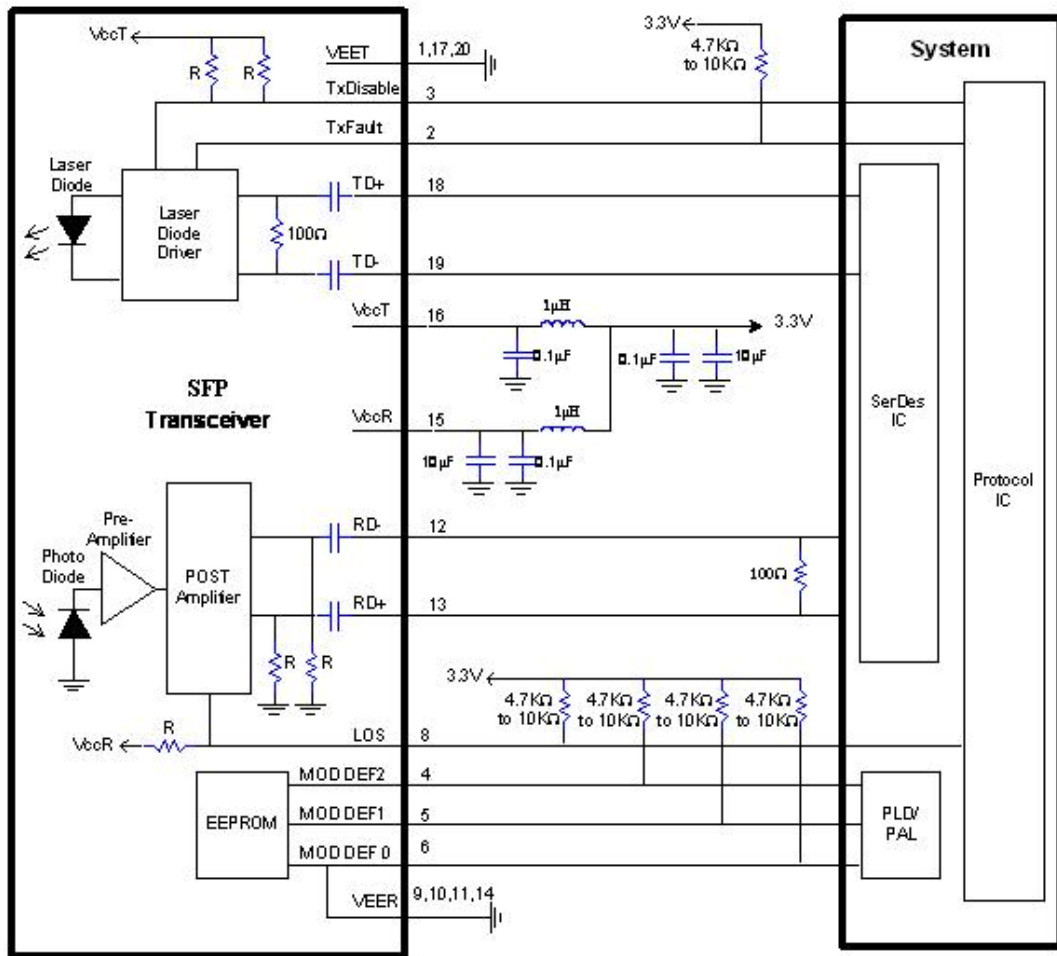 VccT
R
R
VEET
1,17,20
3.3V
4.7KΩ
to 10KΩ
System
TxDisable
3
TxFault
2
Laser
Diode
Laser
Diode
Driver
TD+
18
100Ω
TD-
19
VccT
16
1µH
3.3V
0.1µF
0.1µF
10µF
SFP
Transceiver
VccR
15
1µH
10µF
0.1µF
SerDes
IC
Protocol
IC
Pre-
Amplifier
Photo
Diode
POST
Amplifier
RD-
12
100Ω
RD+
13
R
R
3.3V
4.7KΩ
to 10KΩ
4.7KΩ
to 10KΩ
4.7KΩ
to 10KΩ
4.7KΩ
to 10KΩ
VccR
R
LOS
8
EEPROM
MOD DEF2
4
MOD DEF1
5
MOD DEF 0
6
PLD/
PAL
VEER
9,10,11,14